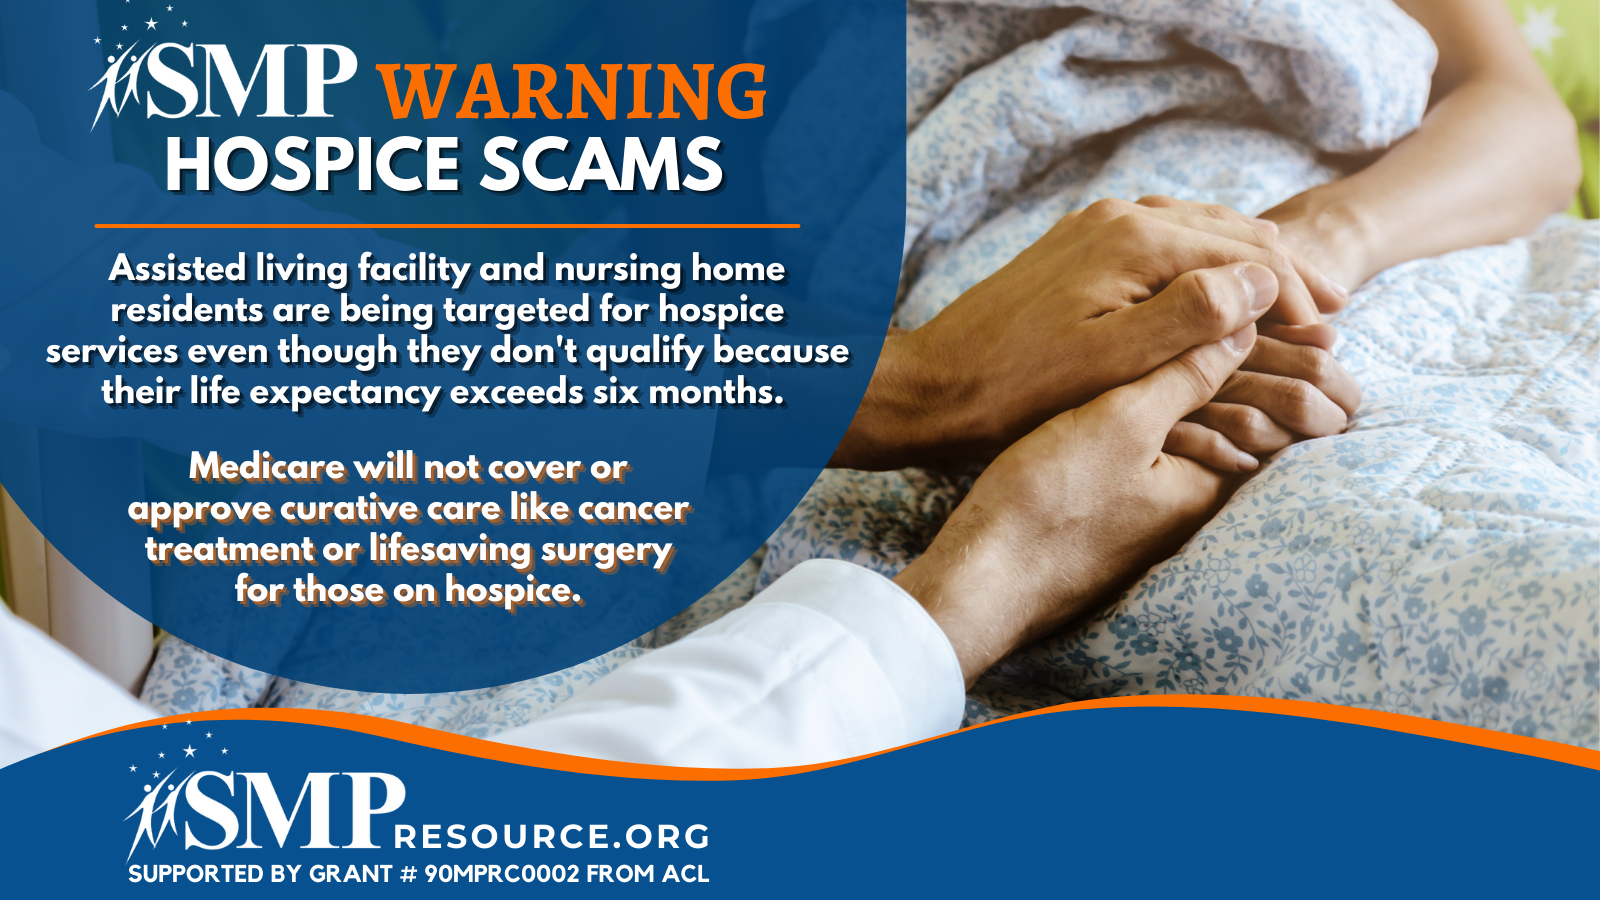 SMP WARNING
HOSPICE SCAMS
Assisted living facility and nursing home
residents are being targeted for hospice
services even though they don't qualify because
their life expectancy exceeds six months.
Medicare will not cover or
approve curative care like cancer
treatment or lifesaving surgery
for those on hospice.
SMPRESOURCE.ORG
SUPPORTED BY GRANT # 90MPRC0002 FROM ACL